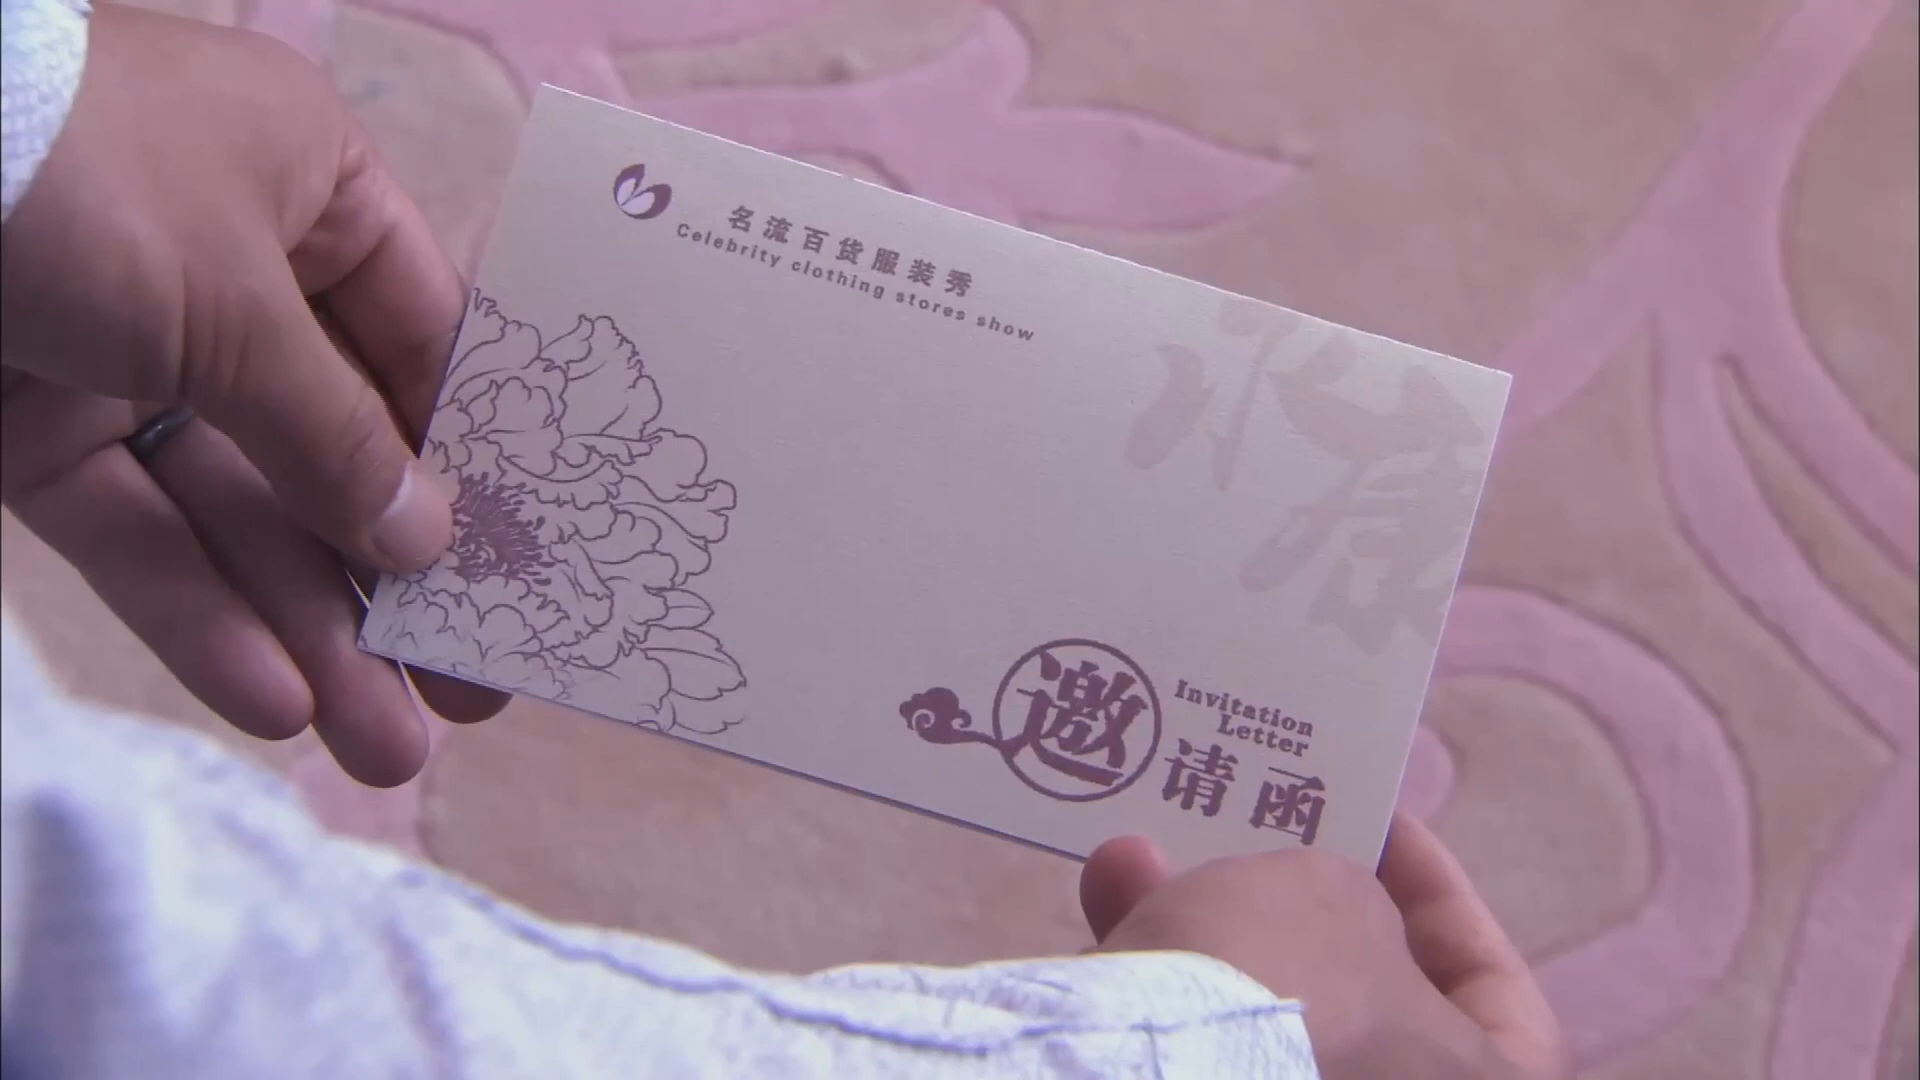 名流百货服装秀
Celebrity clothing stores show
Invitation
Letter
邀请函